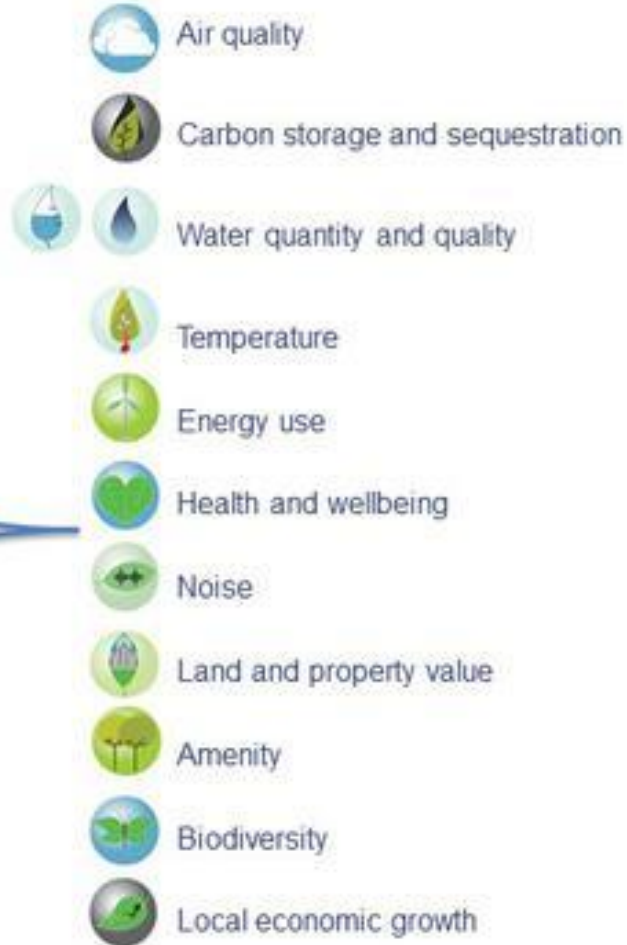 Air quality
Carbon storage and sequestration
Water quantity and quality
Temperature
Energy use
Health and wellbeing
Noise
Land and property value
Amenity
Biodiversity
Local economic growth